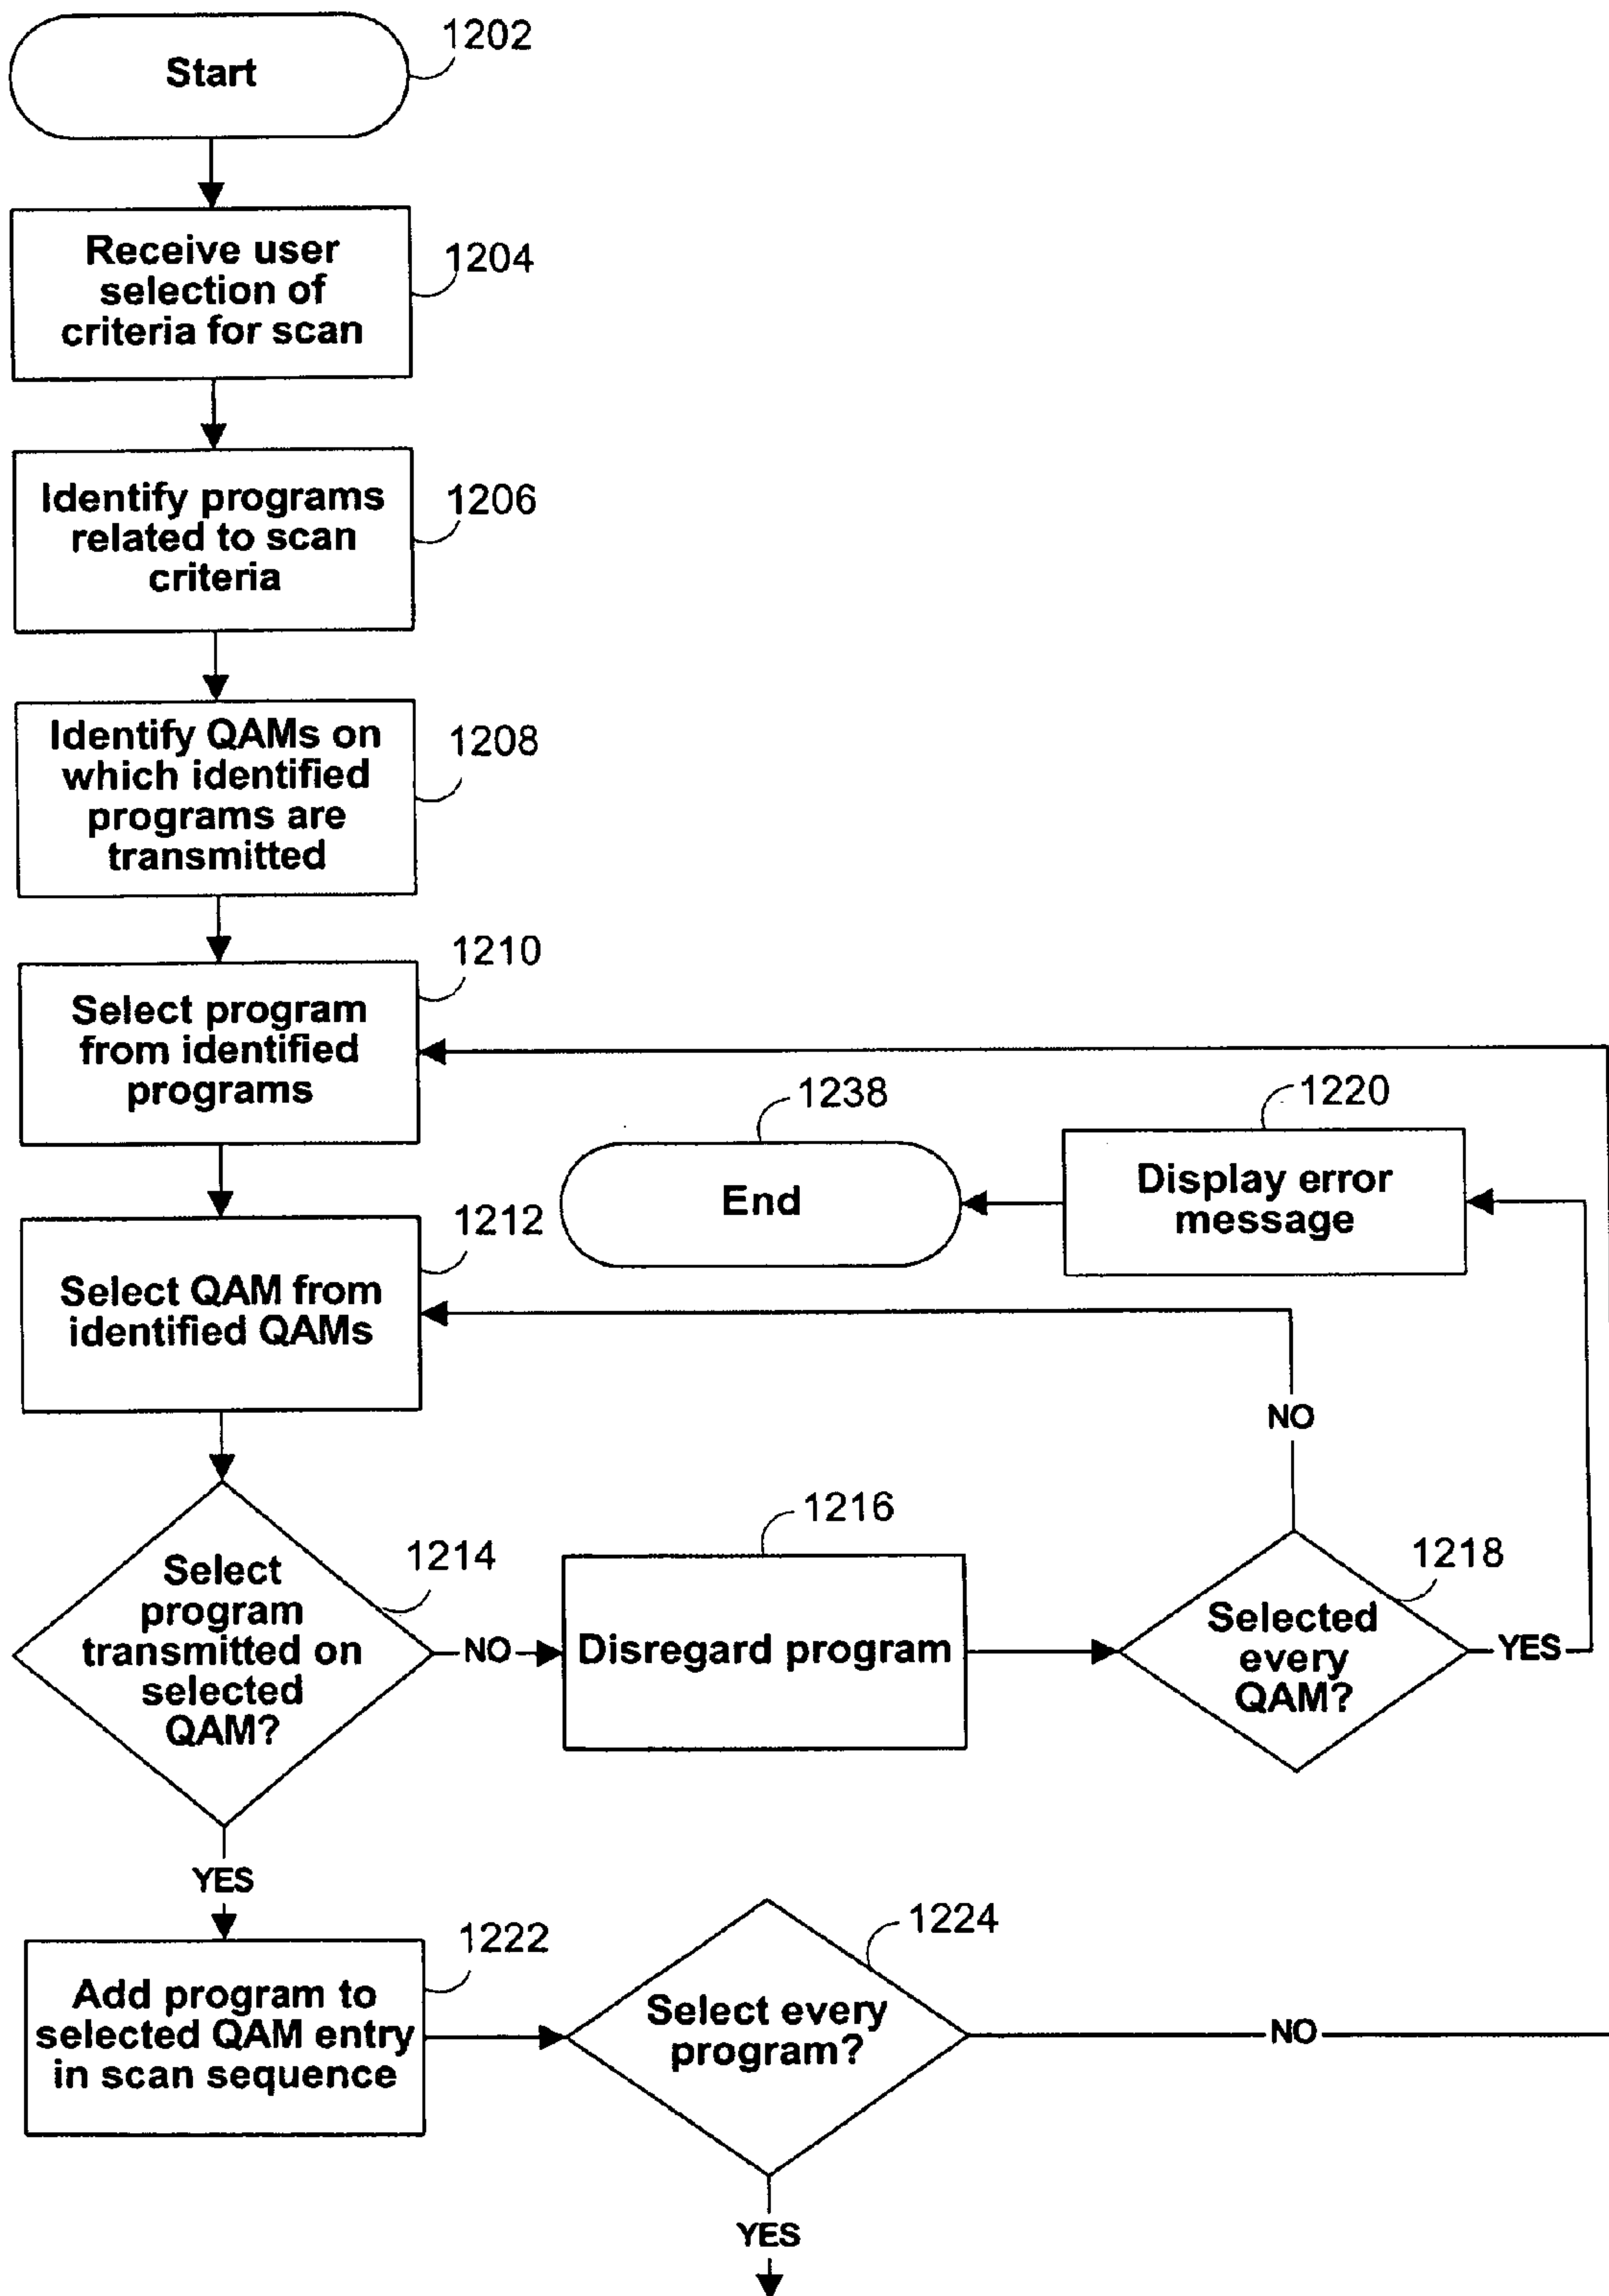 Start
1202
Receive user
selection of
criteria for scan
1204
Identify programs
related to scan
criteria
1206
Identify QAMs on
which identified
programs are
transmitted
1208
Select program
from identified
programs
1210
End
1238
Display error
message
1220
Select QAM from
identified QAMs
1212
NO
Select
program
transmitted on
selected
QAM?
1214
NO
Disregard program
1216
Selected
every
QAM?
1218
YES
YES
Add program to
selected QAM entry
in scan sequence
1222
Select every
program?
1224
NO
YES